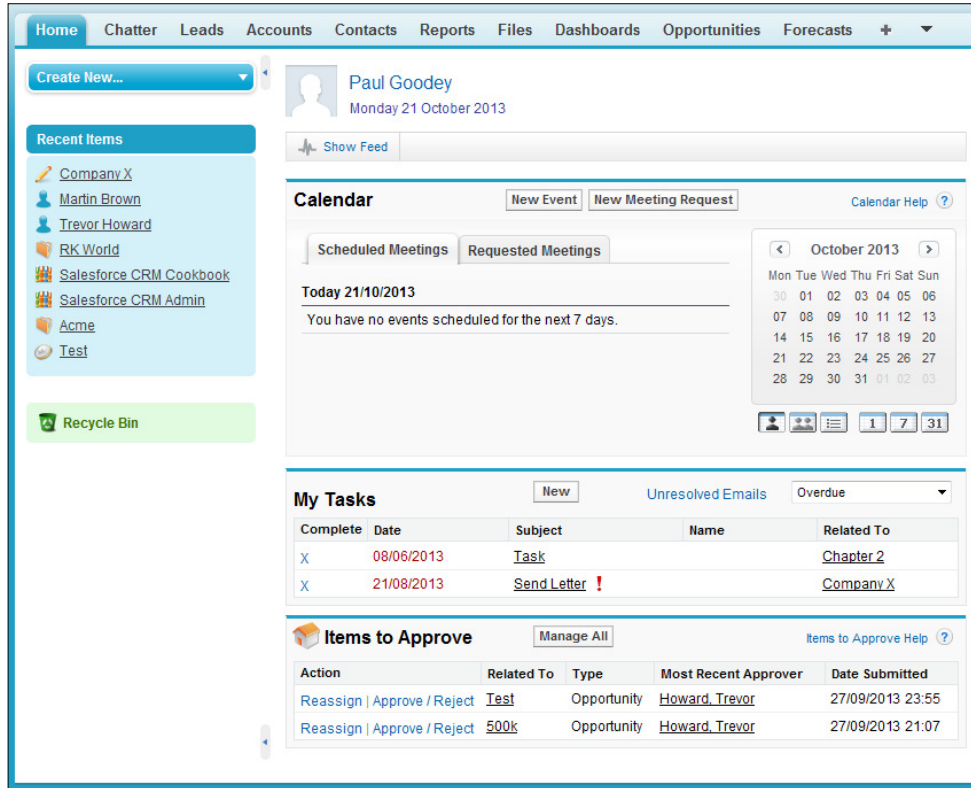 Home Chatter Leads Accounts Contacts Reports Files Dashboards Opportunities Forecasts +
Create New...
Paul Goodey
Monday 21 October 2013
Recent Items
Company X
Martin Brown
Trevor Howard
RK World
Salesforce CRM Cookbook
Salesforce CRM Admin
Acme
Test
Recycle Bin
Show Feed
Calendar New Event New Meeting Request Calendar Help ?
Scheduled Meetings Requested Meetings
Today 21/10/2013
You have no events scheduled for the next 7 days.
< October 2013 >
Mon Tue Wed Thu Fri Sat Sun
30 01 02 03 04 05 06
07 08 09 10 11 12 13
14 15 16 17 18 19 20
21 22 23 24 25 26 27
28 29 30 31 01 02 03
1 7 31
My Tasks New Unresolved Emails Overdue
Complete Date Subject Name Related To
X 08/06/2013 Task Chapter 2
X 21/08/2013 Send Letter ! Company X
Items to Approve Manage All Items to Approve Help ?
Action Related To Type Most Recent Approver Date Submitted
Reassign | Approve / Reject Test Opportunity Howard, Trevor 27/09/2013 23:55
Reassign | Approve / Reject 500k Opportunity Howard, Trevor 27/09/2013 21:07